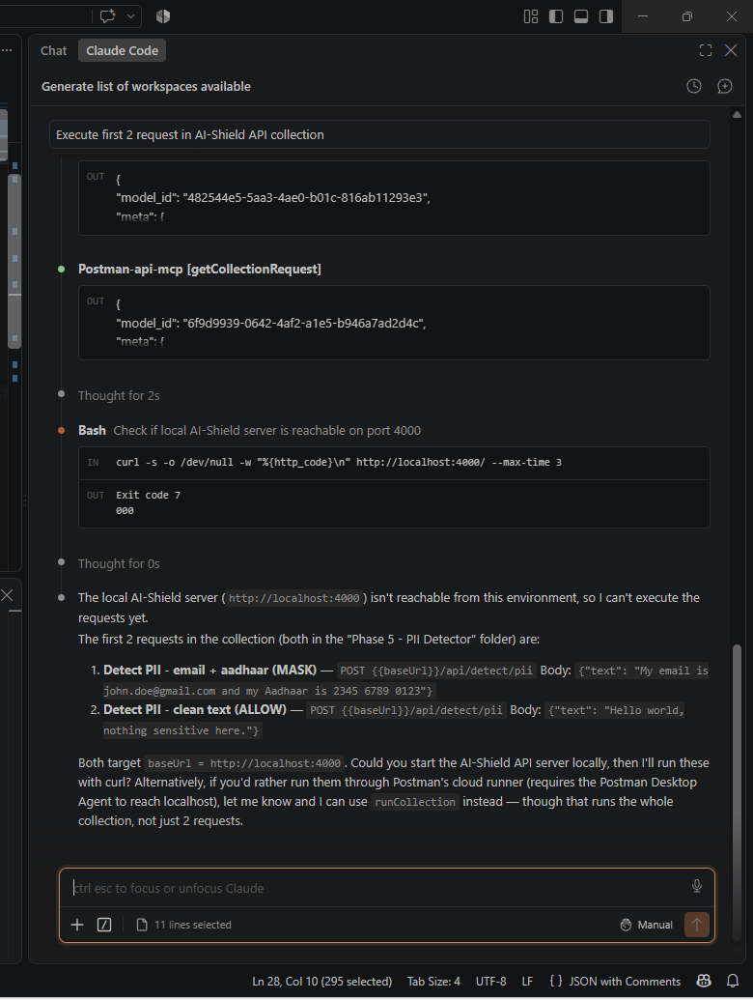 Chat Claude Code
Generate list of workspaces available
Execute first 2 request in AI-Shield API collection
OUT {
"model_id": "482544e5-5aa3-4ae0-b01c-816ab11293e3",
"meta": {
Postman-api-mcp [getCollectionRequest]
OUT {
"model_id": "6f9d9939-0642-4af2-a1e5-b946a7ad2d4c",
"meta": {
Thought for 2s
Bash Check if local AI-Shield server is reachable on port 4000
IN curl -s -o /dev/null -w "%{http_code}\n" http://localhost:4000/ --max-time 3
OUT Exit code 7
000
Thought for 0s
The local AI-Shield server (http://localhost:4000) isn't reachable from this environment, so I can't execute the
requests yet.
The first 2 requests in the collection (both in the "Phase 5 - PII Detector" folder) are:
1. Detect PII - email + aadhaar (MASK) — POST {{baseUrl}}/api/detect/pii Body: {"text": "My email is
john.doe@gmail.com and my Aadhaar is 2345 6789 0123"}
2. Detect PII - clean text (ALLOW) — POST {{baseUrl}}/api/detect/pii Body: {"text": "Hello world,
nothing sensitive here."}
Both target baseUrl = http://localhost:4000. Could you start the AI-Shield API server locally, then I'll run these
with curl? Alternatively, if you'd rather run them through Postman's cloud runner (requires the Postman Desktop
Agent to reach localhost), let me know and I can use runCollection instead — though that runs the whole
collection, not just 2 requests.
ctrl esc to focus or unfocus Claude
11 lines selected Manual
Ln 28, Col 10 (295 selected) Tab Size: 4 UTF-8 LF { } JSON with Comments